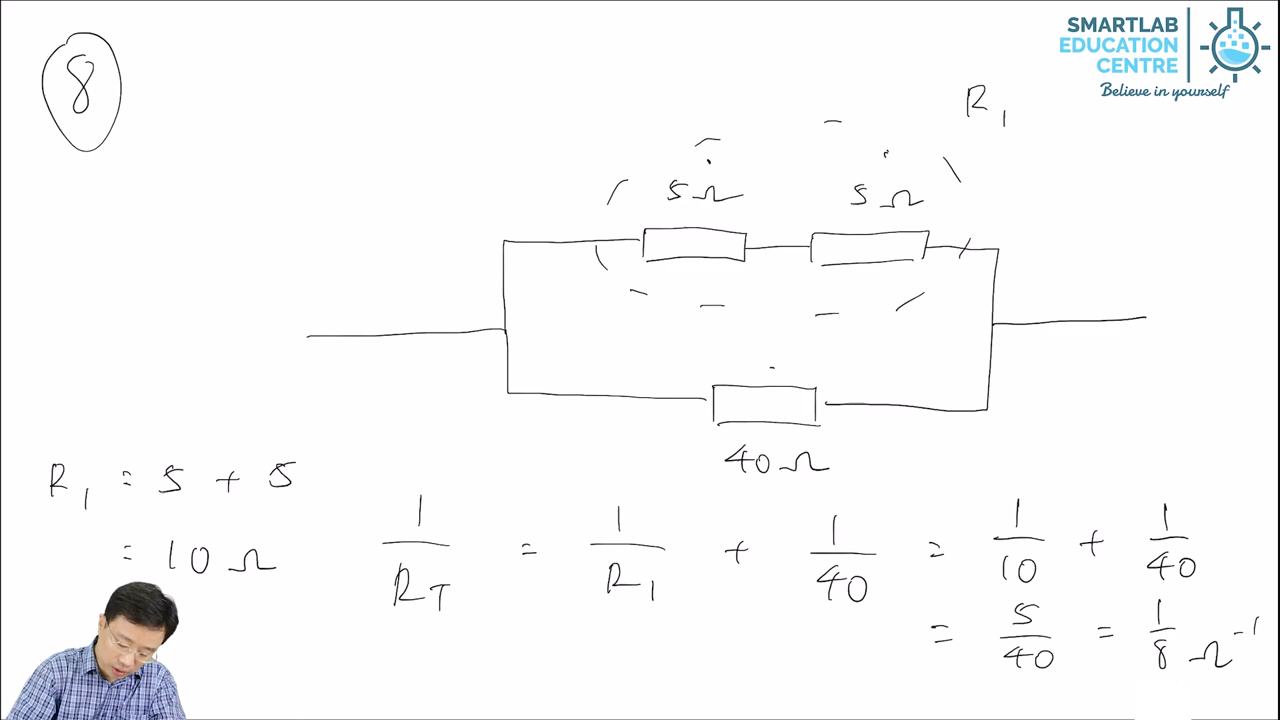 8
SMARTLAB
EDUCATION
CENTRE
Believe in yourself
R₁
5Ω 5Ω
40Ω
R₁ = 5 + 5
= 10Ω
1/R_T = 1/R₁ + 1/40 = 1/10 + 1/40
= 5/40 = 1/8 Ω⁻¹